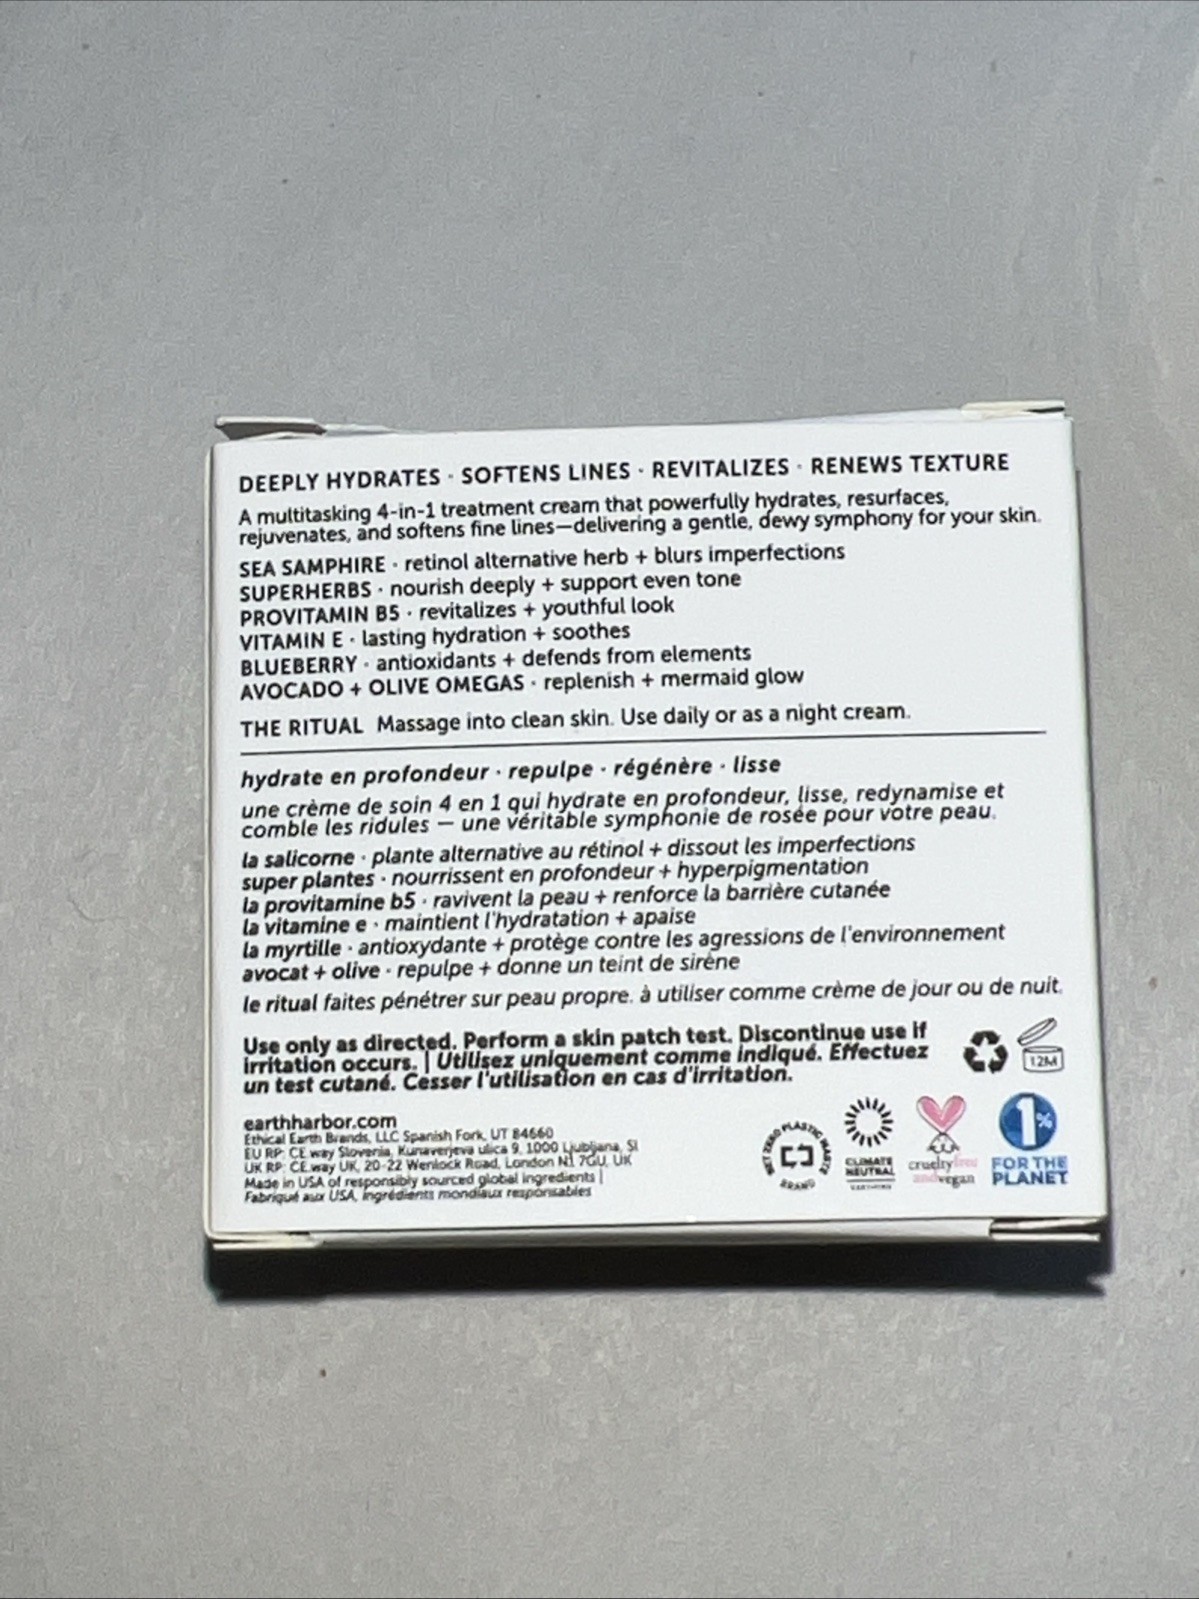 DEEPLY HYDRATES · SOFTENS LINES · REVITALIZES · RENEWS TEXTURE
A multitasking 4-in-1 treatment cream that powerfully hydrates, resurfaces,
rejuvenates, and softens fine lines—delivering a gentle, dewy symphony for your skin.
SEA SAMPHIRE · retinol alternative herb + blurs imperfections
SUPERHERBS · nourish deeply + support even tone
PROVITAMIN B5 · revitalizes + youthful look
VITAMIN E · lasting hydration + soothes
BLUEBERRY · antioxidants + defends from elements
AVOCADO + OLIVE OMEGAS · replenish + mermaid glow
THE RITUAL Massage into clean skin. Use daily or as a night cream.
hydrate en profondeur · repulpe · régénère · lisse
une crème de soin 4 en 1 qui hydrate en profondeur, lisse, redynamise et
comble les ridules — une véritable symphonie de rosée pour votre peau.
la salicorne · plante alternative au rétinol + dissout les imperfections
super plantes · nourrissent en profondeur + hyperpigmentation
la provitamine b5 · ravivent la peau + renforce la barrière cutanée
la vitamine e · maintient l'hydratation + apaise
la myrtille · antioxydante + protège contre les agressions de l'environnement
avocat + olive · repulpe + donne un teint de sirène
le ritual faites pénétrer sur peau propre. à utiliser comme crème de jour ou de nuit.
Use only as directed. Perform a skin patch test. Discontinue use if
irritation occurs. | Utilisez uniquement comme indiqué. Effectuez
un test cutané. Cesser l'utilisation en cas d'irritation.
12M
earthharbor.com
Ethical Earth Brands, LLC Spanish Fork, UT 84660
EU RP: CE way Slovenia, Kunaverjeva ulica 9, 1000 Ljubljana, SI
UK RP: CE.way UK, 20-22 Wenlock Road, London N1 7GU, UK
Made in USA of responsibly sourced global ingredients |
Fabriqué aux USA, ingrédients mondiaux responsables
NET ZERO PLASTIC WASTE
BRAND
CLIMATE
NEUTRAL
CERTIFIED
crueltyfree
andvegan
1%
FOR THE
PLANET